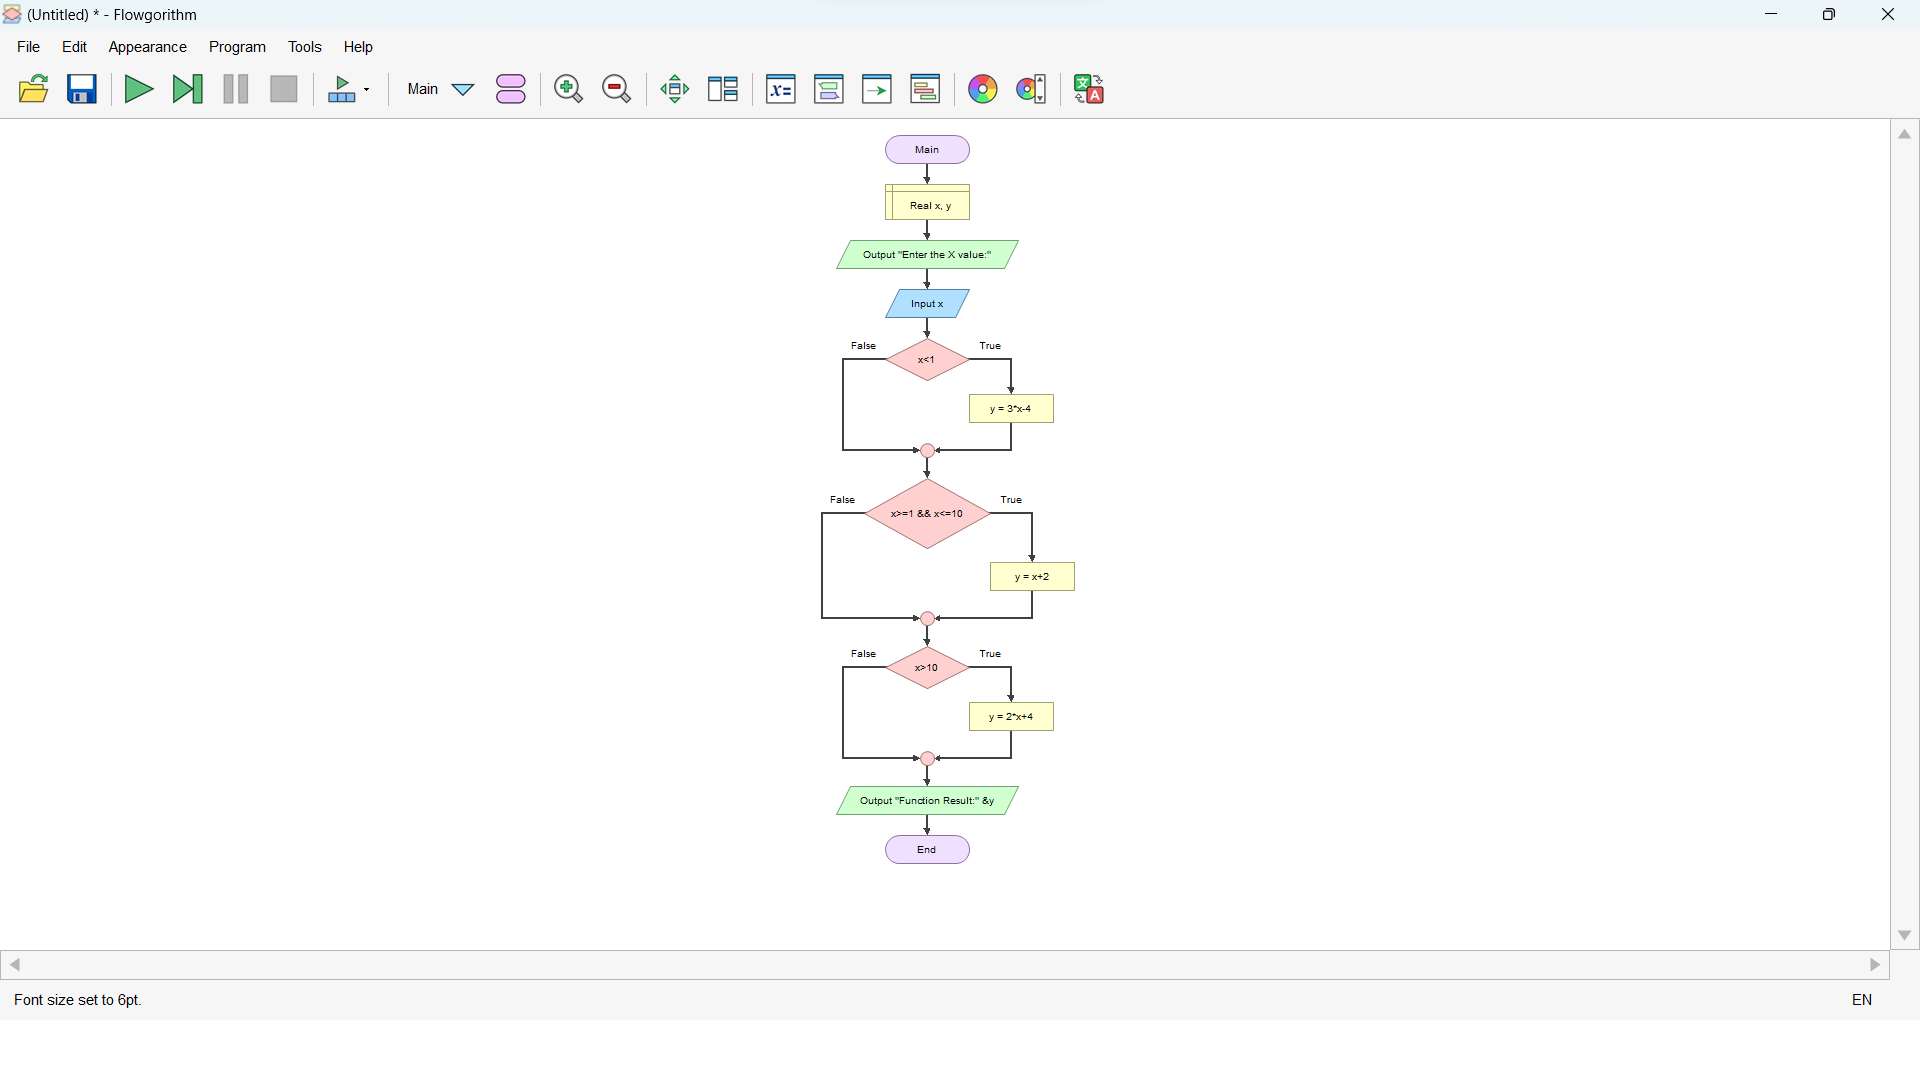 (Untitled) * - Flowgorithm
File Edit Appearance Program Tools Help
Main x= 文 A
Main
Real x, y
Output "Enter the X value:"
Input x
False True
x<1
y = 3*x-4
False True
x>=1 && x<=10
y = x+2
False True
x>10
y = 2*x+4
Output "Function Result:" &y
End
Font size set to 6pt. EN